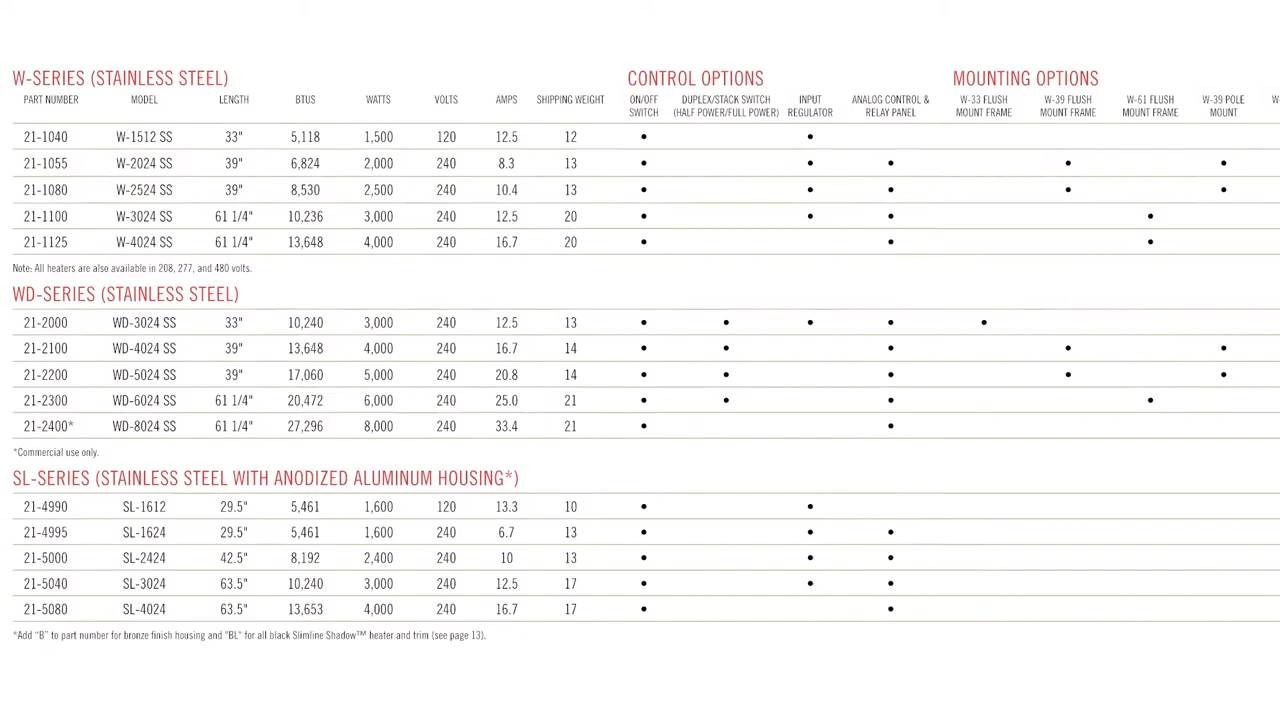 W-SERIES (STAINLESS STEEL) CONTROL OPTIONS MOUNTING OPTIONS
PART NUMBER MODEL LENGTH BTUS WATTS VOLTS AMPS SHIPPING WEIGHT ON/OFF SWITCH DUPLEX/STACK SWITCH (HALF POWER/FULL POWER) INPUT REGULATOR ANALOG CONTROL & RELAY PANEL W-33 FLUSH MOUNT FRAME W-39 FLUSH MOUNT FRAME W-61 FLUSH MOUNT FRAME W-39 POLE MOUNT
21-1040 W-1512 SS 33" 5,118 1,500 120 12.5 12 • •
21-1055 W-2024 SS 39" 6,824 2,000 240 8.3 13 • • • • •
21-1080 W-2524 SS 39" 8,530 2,500 240 10.4 13 • • • • •
21-1100 W-3024 SS 61 1/4" 10,236 3,000 240 12.5 20 • • • •
21-1125 W-4024 SS 61 1/4" 13,648 4,000 240 16.7 20 • • •
Note: All heaters are also available in 208, 277, and 480 volts.
WD-SERIES (STAINLESS STEEL)
21-2000 WD-3024 SS 33" 10,240 3,000 240 12.5 13 • • • • •
21-2100 WD-4024 SS 39" 13,648 4,000 240 16.7 14 • • • • •
21-2200 WD-5024 SS 39" 17,060 5,000 240 20.8 14 • • • • •
21-2300 WD-6024 SS 61 1/4" 20,472 6,000 240 25.0 21 • • • •
21-2400* WD-8024 SS 61 1/4" 27,296 8,000 240 33.4 21 • •
*Commercial use only.
SL-SERIES (STAINLESS STEEL WITH ANODIZED ALUMINUM HOUSING*)
21-4990 SL-1612 29.5" 5,461 1,600 120 13.3 10 • •
21-4995 SL-1624 29.5" 5,461 1,600 240 6.7 13 • • •
21-5000 SL-2424 42.5" 8,192 2,400 240 10 13 • • •
21-5040 SL-3024 63.5" 10,240 3,000 240 12.5 17 • • •
21-5080 SL-4024 63.5" 13,653 4,000 240 16.7 17 • •
*Add "B" to part number for bronze finish housing and "BL" for all black Slimline Shadow™ heater and trim (see page 13).